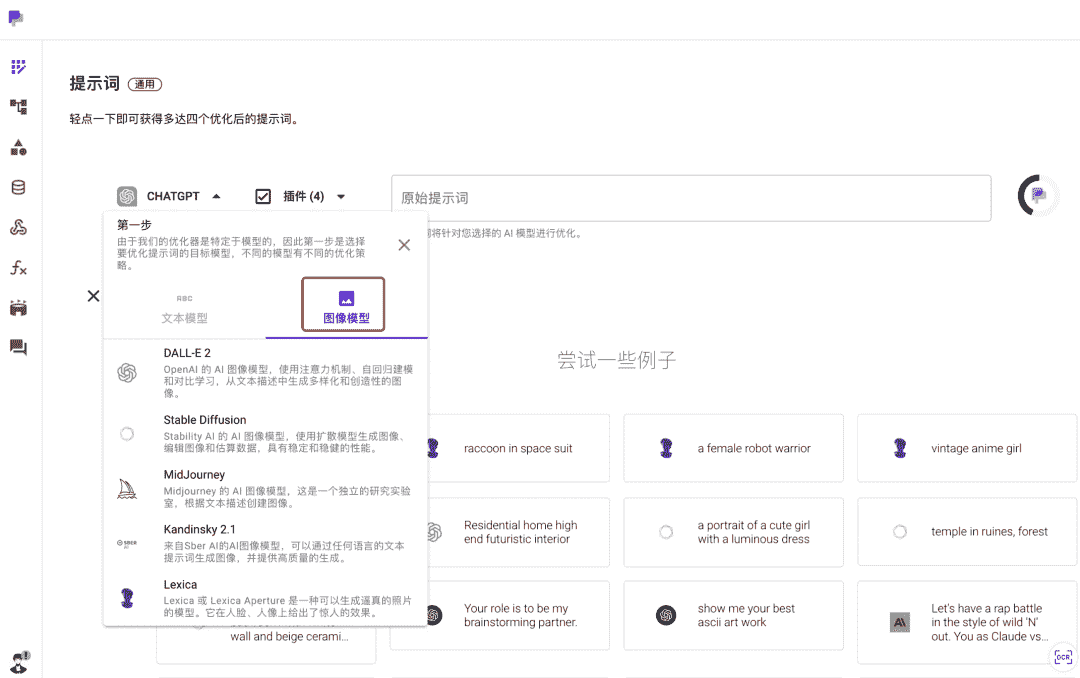 提示词 通用
轻点一下即可获得多达四个优化后的提示词。
CHATGPT
插件 (4)
原始提示词
词将针对您选择的 AI 模型进行优化。
第一步
由于我们的优化器是特定于模型的，因此第一步是选择
要优化提示词的目标模型，不同的模型有不同的优化策
略。
ABC
文本模型
图像模型
DALL-E 2
OpenAI 的 AI 图像模型，使用注意力机制、自回归建模
和对比学习，从文本描述中生成多样化和创造性的图
像。
Stable Diffusion
Stability AI 的 AI 图像模型，使用扩散模型生成图像、
编辑图像和估算数据，具有稳定和稳健的性能。
MidJourney
Midjourney 的 AI 图像模型，这是一个独立的研究实验
室，根据文本描述创建图像。
Kandinsky 2.1
来自Sber AI的AI图像模型，可以通过任何语言的文本
提示词生成图像，并提供高质量的生成。
SBER
Lexica
Lexica 或 Lexica Aperture 是一种可以生成逼真的照片
的模型。它在人脸、人像上给出了惊人的效果。
wall and beige cerami...
尝试一些例子
raccoon in space suit
a female robot warrior
vintage anime girl
Residential home high
end futuristic interior
a portrait of a cute girl
with a luminous dress
temple in ruines, forest
Your role is to be my
brainstorming partner.
show me your best
ascii art work
Let's have a rap battle
in the style of wild 'N'
out. You as Claude vs...
OCR